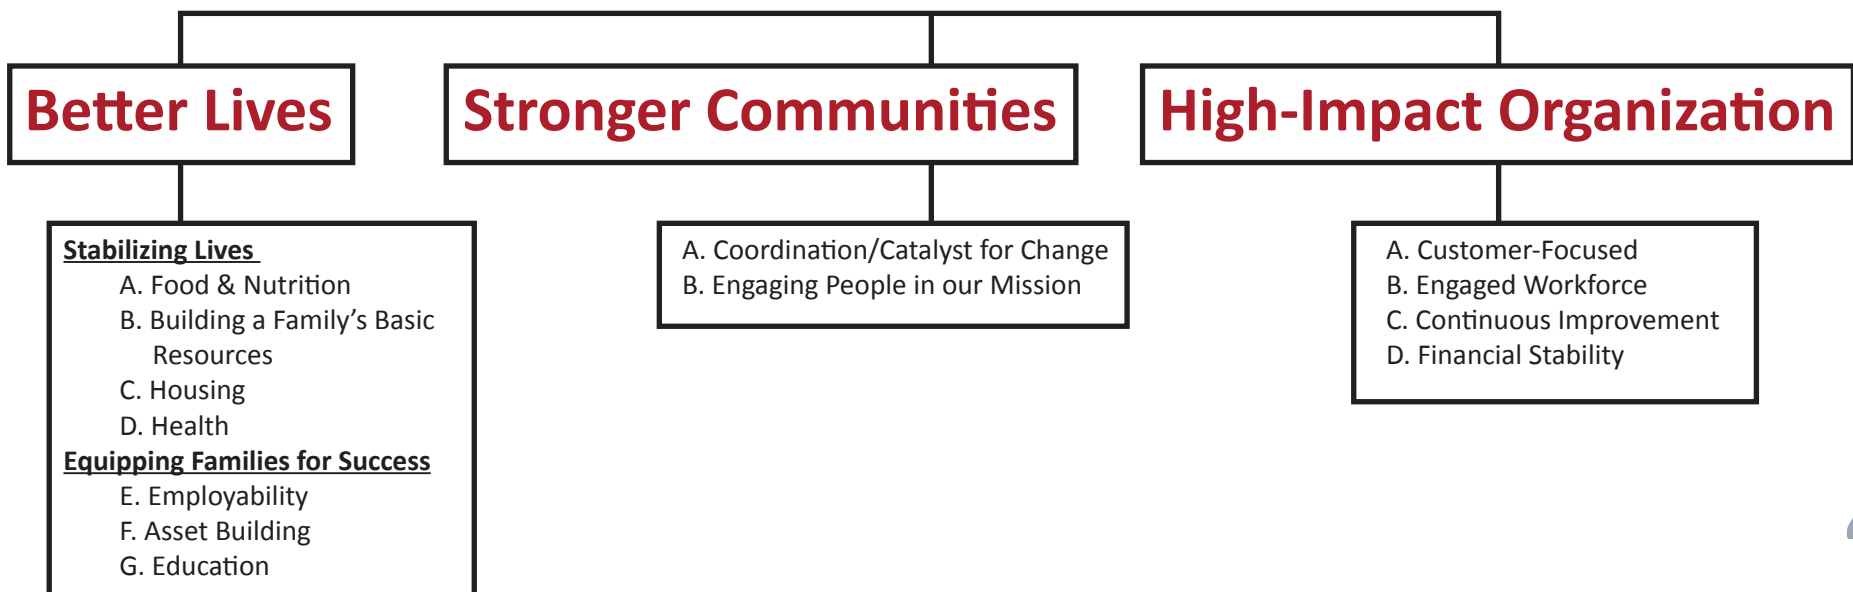 Better Lives
Stronger Communities
High-Impact Organization
Stabilizing Lives
A. Food & Nutrition
B. Building a Family’s Basic
Resources
C. Housing
D. Health
Equipping Families for Success
E. Employability
F. Asset Building
G. Education
A. Coordination/Catalyst for Change
B. Engaging People in our Mission
A. Customer-Focused
B. Engaged Workforce
C. Continuous Improvement
D. Financial Stability